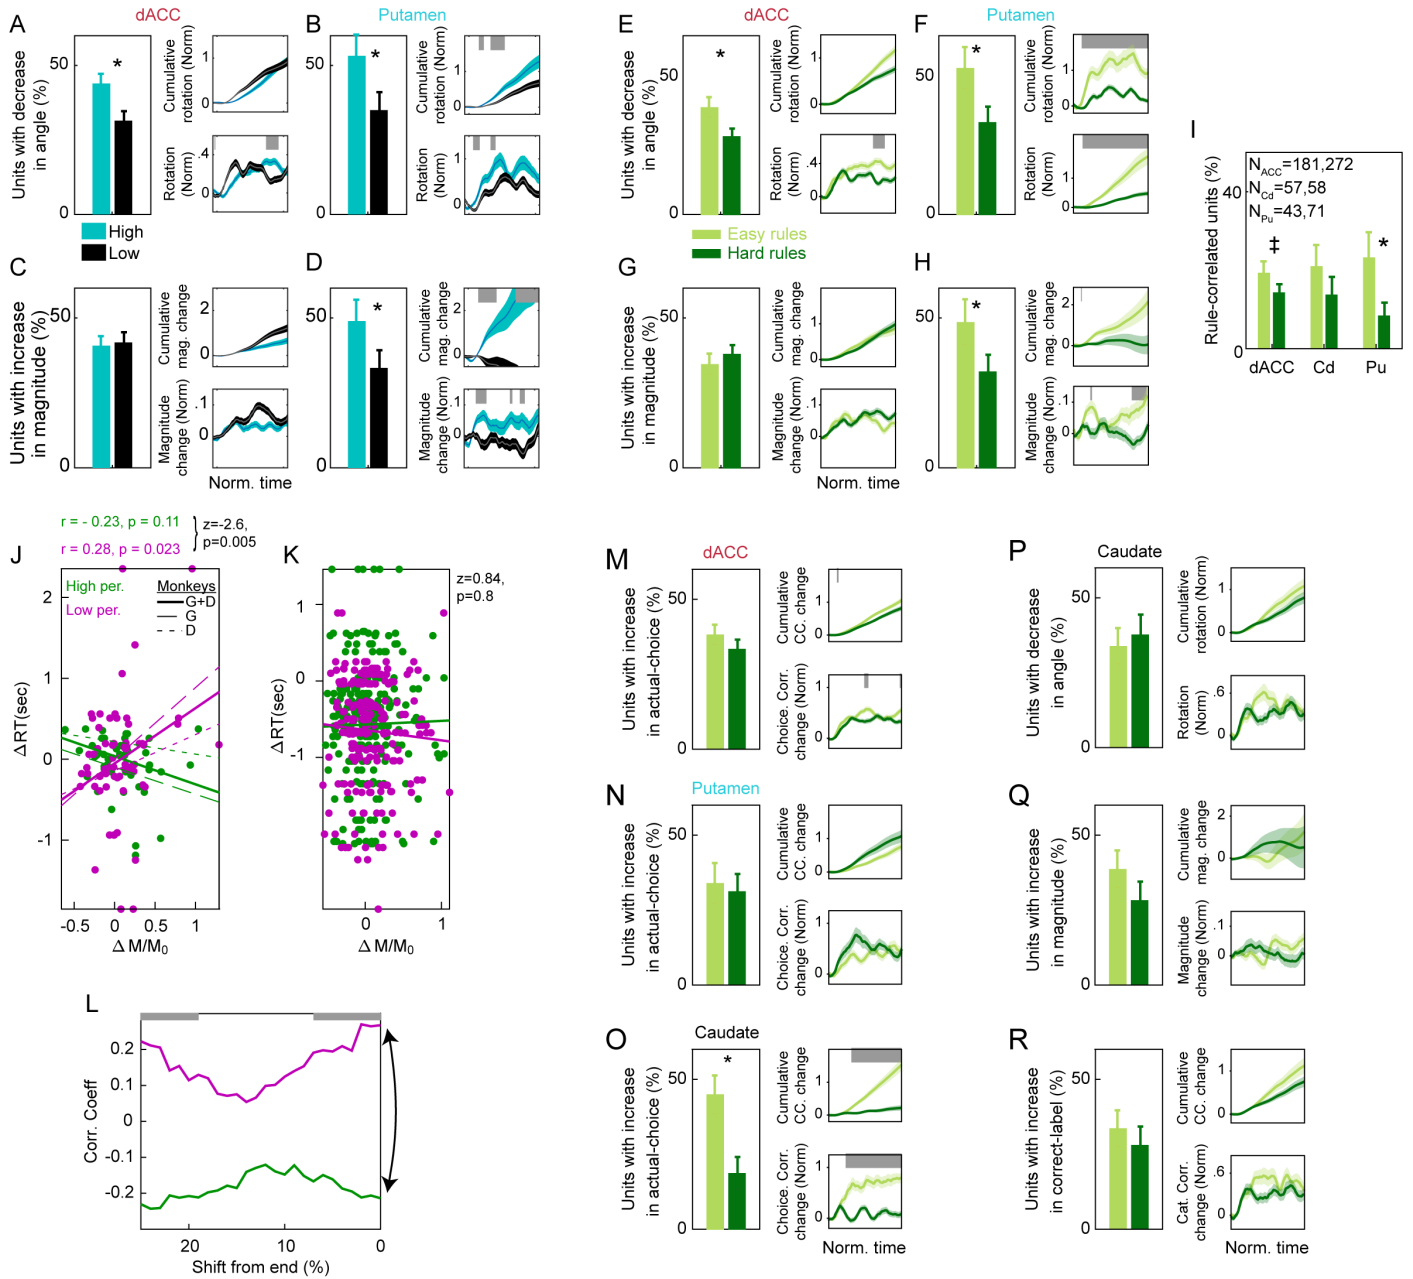 A
dACC
B
Putamen
E
dACC
F
Putamen
Units with decrease
in angle (%)
50
0
*
Cumulative
rotation (Norm)
1
0
Rotation
(Norm)
.4
0
50
0
*
1
0
1
0
High
Low
Units with decrease
in angle (%)
50
0
*
Cumulative
rotation (Norm)
1
0
Rotation
(Norm)
.4
0
50
0
*
Cumulative
rotation (Norm)
1
0
Rotation
(Norm)
1
0
Easy rules
Hard rules
I
Rule-correlated units (%)
40
0
NACC=181,272
NCd=57,58
NPu=43,71
‡
*
dACC
Cd
Pu
C
Units with increase
in magnitude (%)
50
0
Cumulative
mag. change
2
0
Magnitude
change (Norm)
.1
0
D
50
0
*
Cumulative
mag. change
2
0
Magnitude
change (Norm)
.1
0
Norm. time
G
Units with increase
in magnitude (%)
50
0
Cumulative
mag. change
1
0
Magnitude
change (Norm)
.1
0
Norm. time
H
50
0
*
Cumulative
mag. change
2
0
Magnitude
change (Norm)
.1
0
J
r = - 0.23, p = 0.11
r = 0.28, p = 0.023
z=-2.6,
p=0.005
High per.
Low per.
Monkeys
G+D
G
D
ΔRT(sec)
2
1
0
-1
-0.5
0
0.5
1
Δ M/M0
K
z=0.84,
p=0.8
ΔRT(sec)
1
0
-1
0
1
Δ M/M0
L
Corr. Coeff
0.2
0.1
0
-0.1
-0.2
20
10
0
Shift from end (%)
M
dACC
Units with increase
in actual-choice (%)
50
0
Cumulative
CC. change
1
0
Choice. Corr.
change (Norm)
1
0
N
Putamen
Units with increase
in actual-choice (%)
50
0
Cumulative
CC. change
1
0
Choice. Corr.
change (Norm)
1
0
O
Caudate
Units with increase
in actual-choice (%)
50
0
*
Cumulative
CC. change
1
0
Choice. Corr.
change (Norm)
1
0
Norm. time
P
Caudate
Units with decrease
in angle (%)
50
0
Cumulative
rotation (Norm)
1
0
Rotation
(Norm)
.6
0
Q
Units with increase
in magnitude (%)
50
0
Cumulative
mag. change
1
0
Magnitude
change (Norm)
.1
0
R
Units with increase
in correct-label (%)
50
0
Cumulative
CC. change
1
0
Cat. Corr.
change (Norm)
.6
0
Norm. time